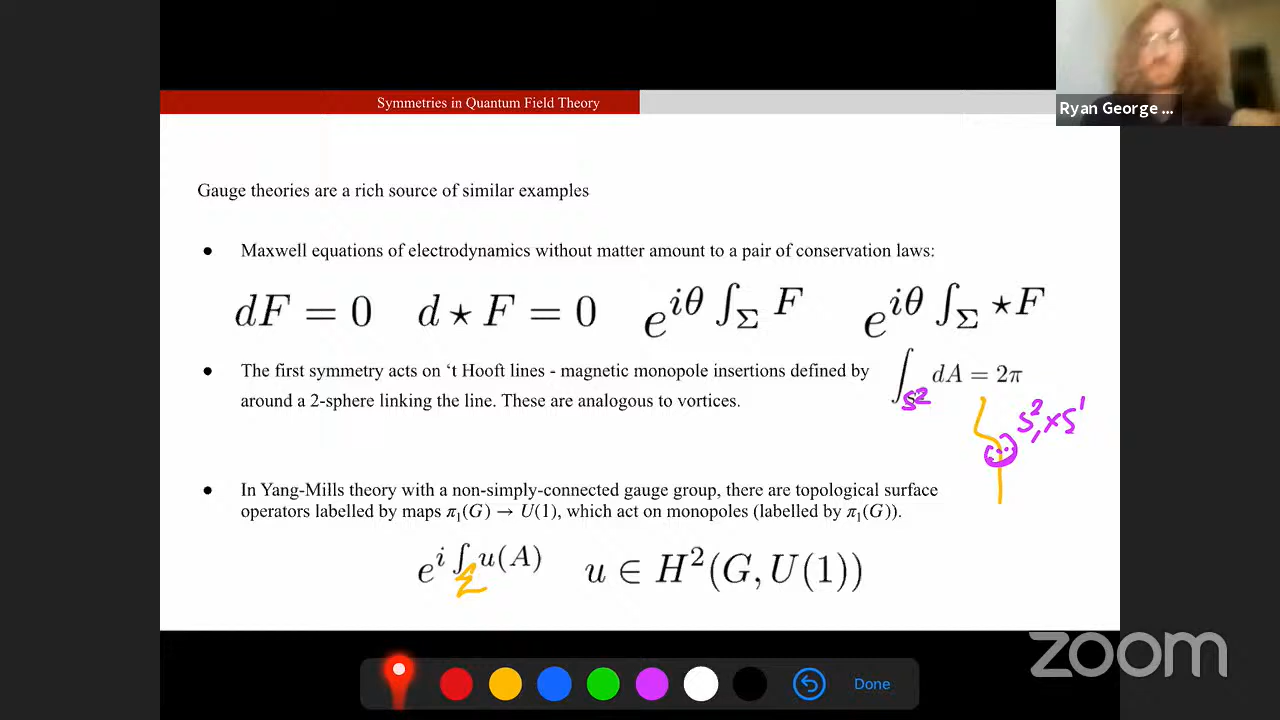 Symmetries in Quantum Field Theory
Ryan George ...
Gauge theories are a rich source of similar examples
● Maxwell equations of electrodynamics without matter amount to a pair of conservation laws:
dF = 0 d ⋆ F = 0 e^{iθ ∫_Σ F} e^{iθ ∫_Σ ⋆F}
● The first symmetry acts on ‘t Hooft lines - magnetic monopole insertions defined by ∫_{S²} dA = 2π
around a 2-sphere linking the line. These are analogous to vortices.
S² × S¹
● In Yang-Mills theory with a non-simply-connected gauge group, there are topological surface
operators labelled by maps π₁(G) → U(1), which act on monopoles (labelled by π₁(G)).
e^{i ∫_Σ u(A)} u ∈ H²(G, U(1))
zoom
Done